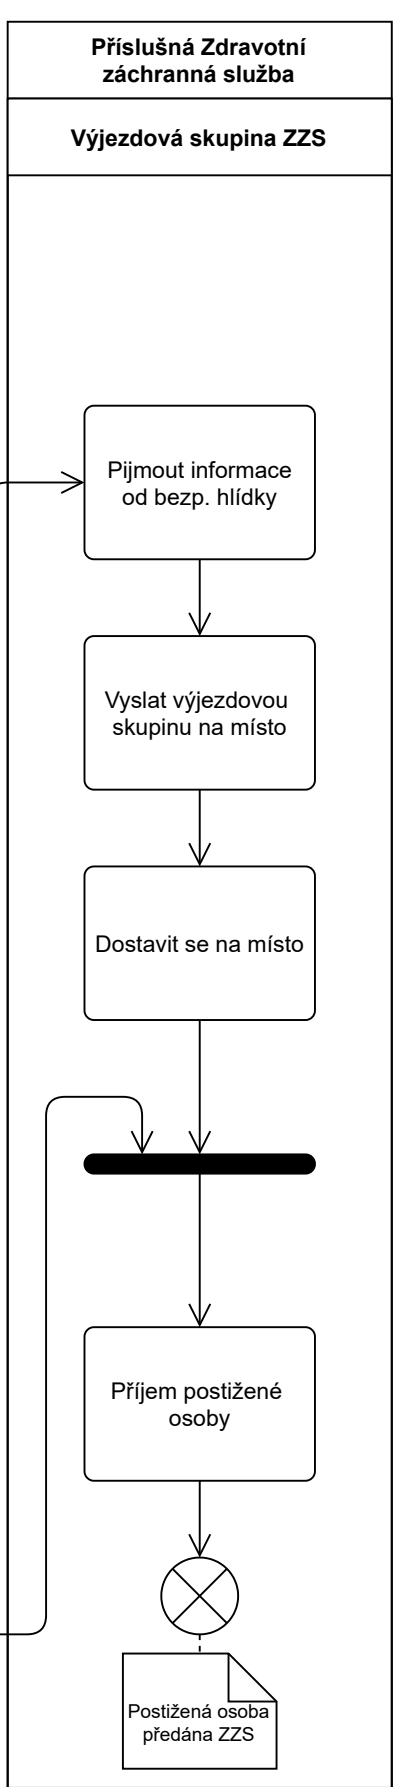 Příslušná Zdravotní
záchranná služba
Výjezdová skupina ZZS
Pijmout informace
od bezp. hlídky
Vyslat výjezdovou
skupinu na místo
Dostavit se na místo
Příjem postižené
osoby
Postižená osoba
předána ZZS